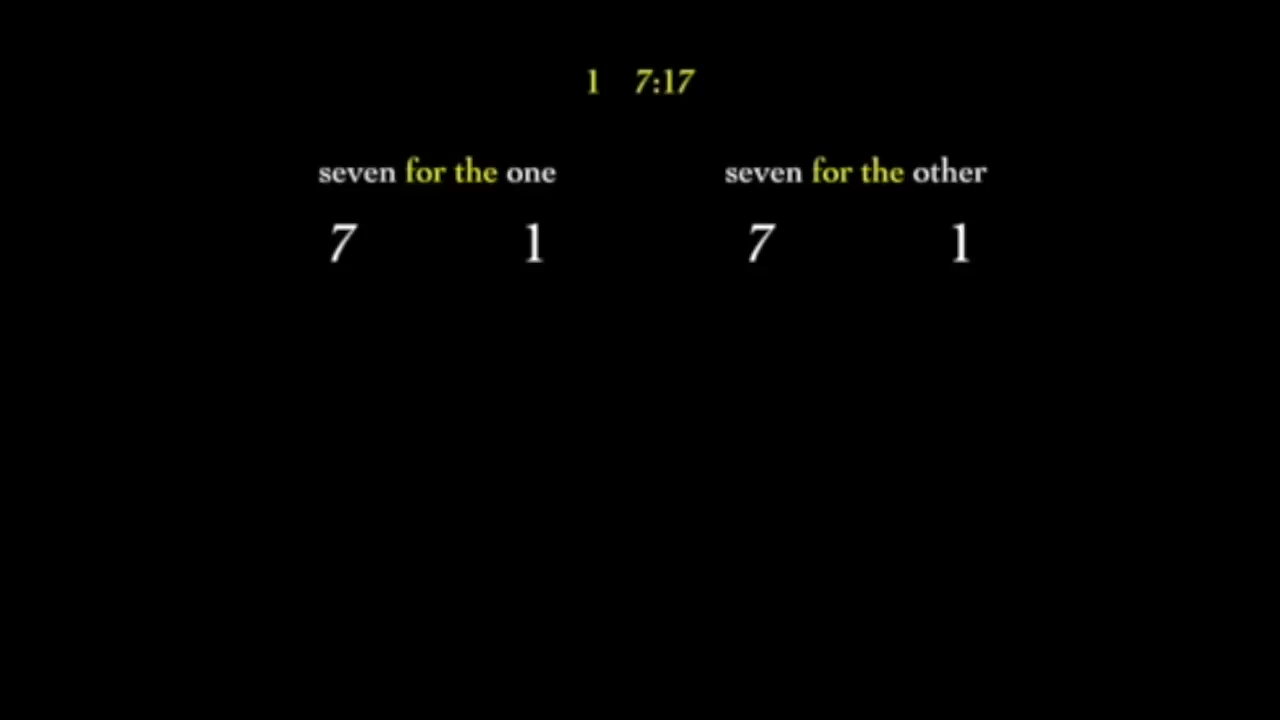 1 7:17
seven for the one seven for the other
7 1 7 1